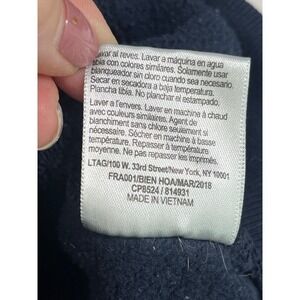 Lavar al reves. Lavar a máquina en agua
tibia con colores similares. Solamente usar
blanqueador sin cloro cuando sea necesario.
Secar en secadora a baja temperatura.
Plancha tibia. No planchar el estampado.
Laver à l'envers. Laver en machine à chaud
avec couleurs similaires. Agent de
blanchiment sans chlore seulement si
nécessaire. Sécher en machine à basse
température. Repasser à température
moyenne. Ne pas repasser l'imprimé.
LTAG/100 W. 33rd Street/New York, NY 10001
FRA001/BIEN HOA/MAR/2018
CP8524 / 814931
MADE IN VIETNAM